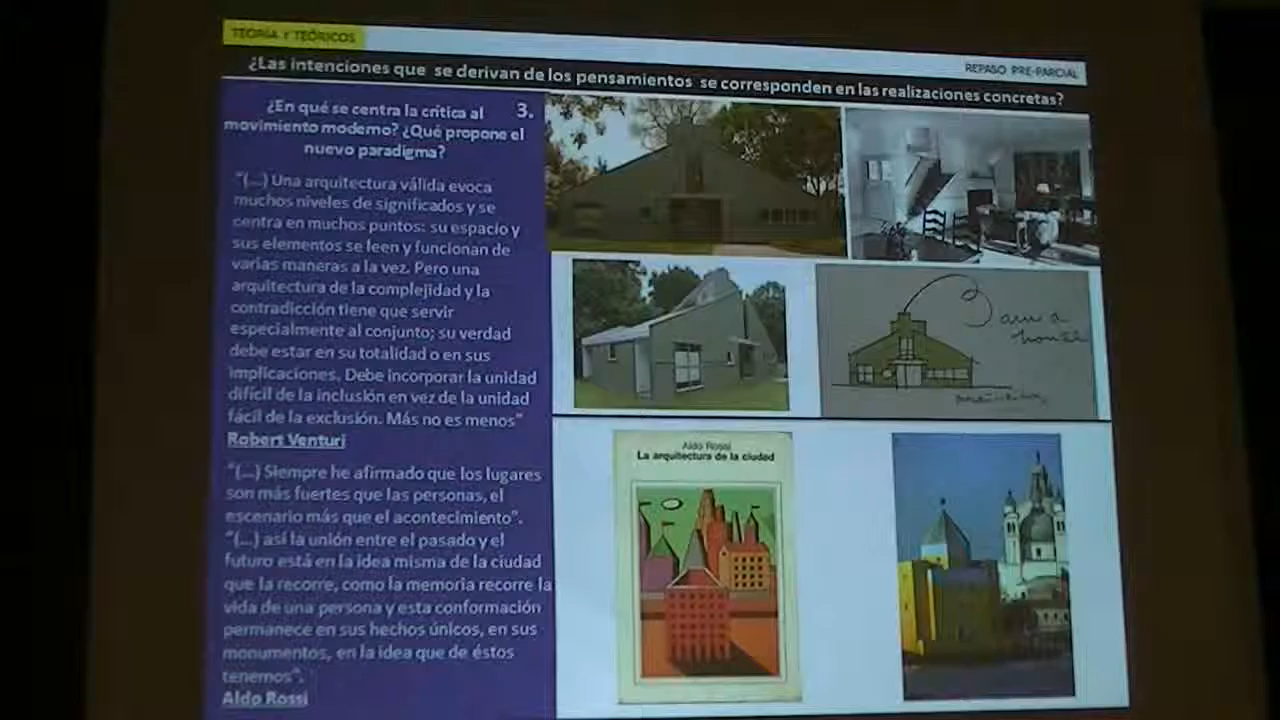 TEORÍA Y TEÓRICOS
REPASO PRE-PARCIAL
¿Las intenciones que se derivan de los pensamientos se corresponden en las realizaciones concretas?
¿En qué se centra la crítica al 3.
movimiento moderno? ¿Qué propone el
nuevo paradigma?
"(...) Una arquitectura válida evoca
muchos niveles de significados y se
centra en muchos puntos: su espacio y
sus elementos se leen y funcionan de
varias maneras a la vez. Pero una
arquitectura de la complejidad y la
contradicción tiene que servir
especialmente al conjunto; su verdad
debe estar en su totalidad o en sus
implicaciones. Debe incorporar la unidad
difícil de la inclusión en vez de la unidad
fácil de la exclusión. Más no es menos"
Robert Venturi
"(...) Siempre he afirmado que los lugares
son más fuertes que las personas, el
escenario más que el acontecimiento".
"(...) así la unión entre el pasado y el
futuro está en la idea misma de la ciudad
que la recorre, como la memoria recorre la
vida de una persona y esta conformación
permanece en sus hechos únicos, en sus
monumentos, en la idea que de éstos
tenemos".
Aldo Rossi
Aldo Rossi
La arquitectura de la ciudad